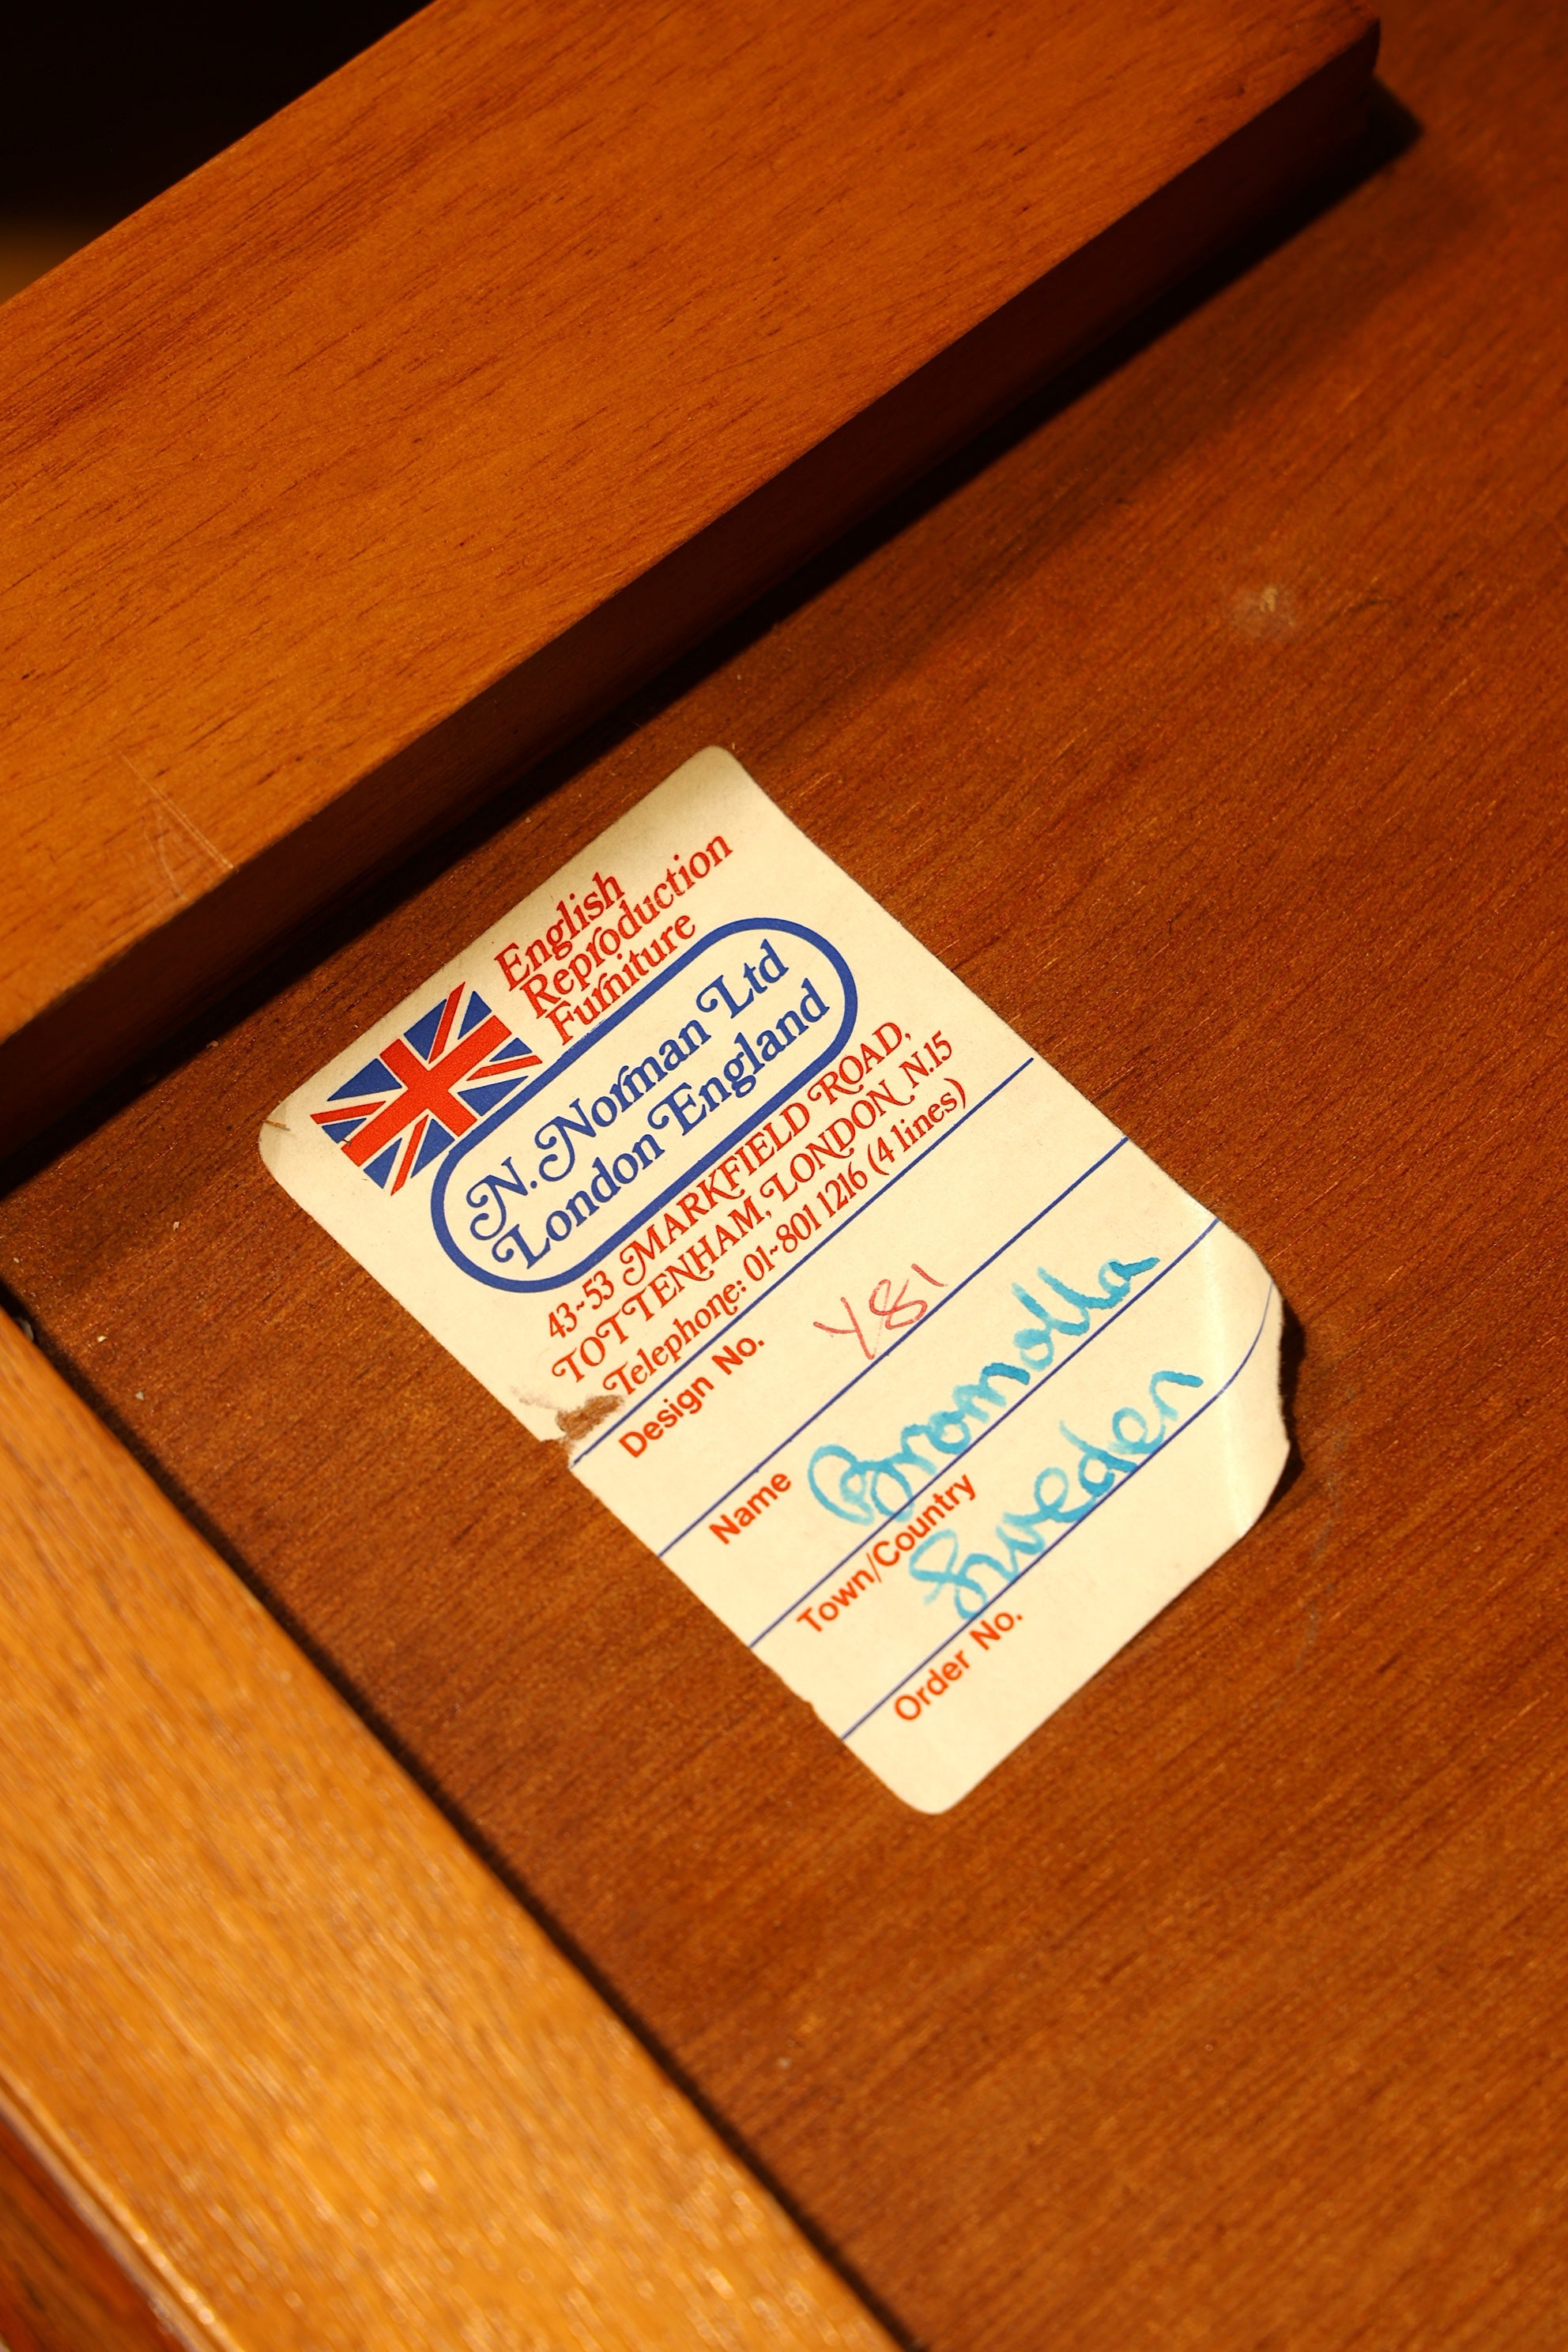 English
Reproduction
Furniture
N. Norman Ltd
London England
43-53 MARKFIELD ROAD,
TOTTENHAM, LONDON, N.15
Telephone: 01-801 1216 (4 lines)
Design No. Y81
Name Bromolla
Town/Country Sweden
Order No.